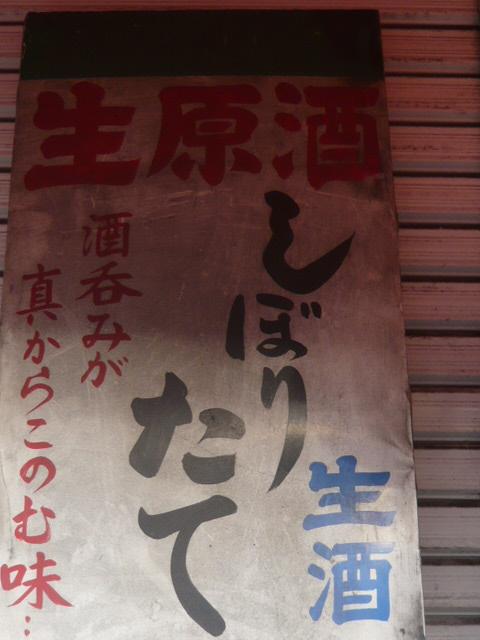 生原酒
しぼり
たて
生酒
酒呑みが
真からこのむ味…